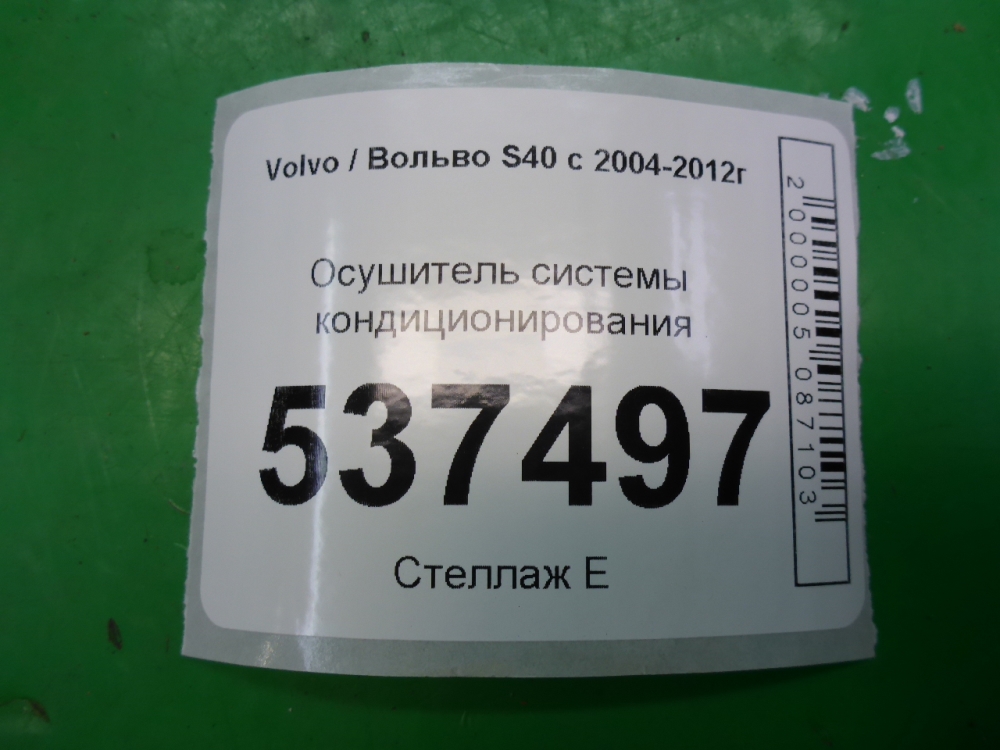 Volvo / Вольво S40 с 2004-2012г
Осушитель системы
кондиционирования
537497
Стеллаж Е
2000005087103